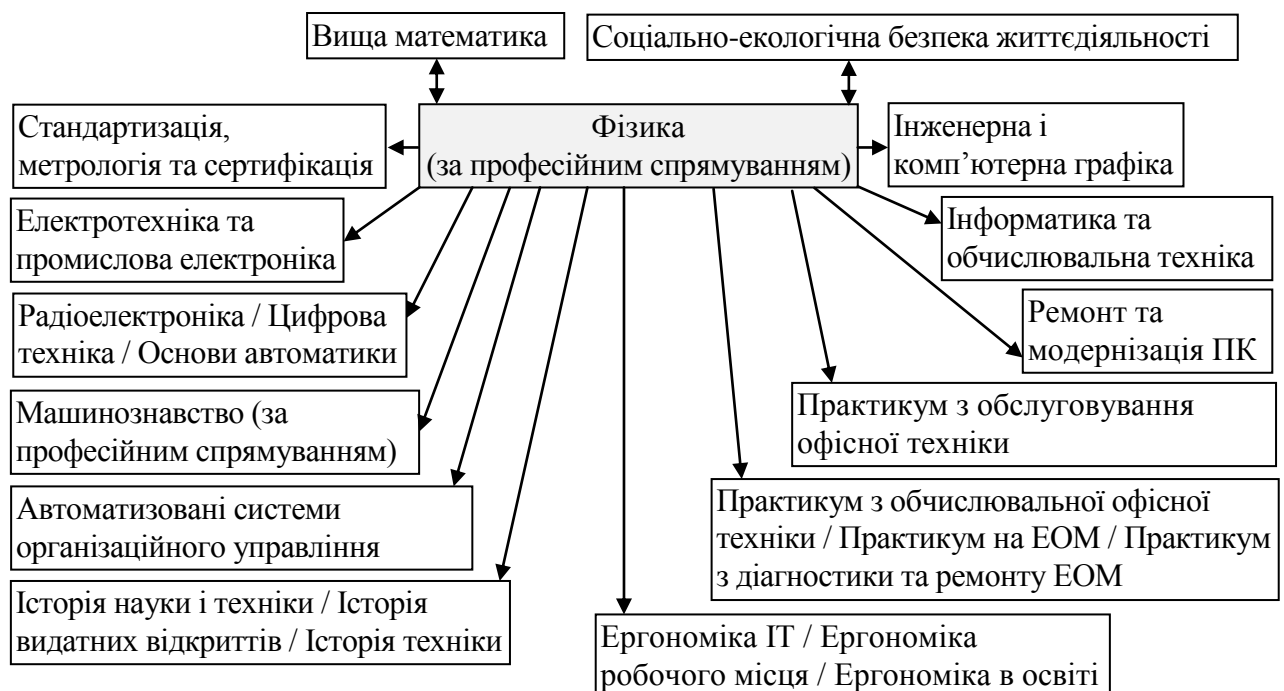 Вища математика
Соціально-екологічна безпека життєдіяльності
Стандартизація,
метрологія та сертифікація
Фізика
(за професійним спрямуванням)
Інженерна і
комп’ютерна графіка
Електротехніка та
промислова електроніка
Інформатика та
обчислювальна техніка
Радіоелектроніка / Цифрова
техніка / Основи автоматики
Ремонт та
модернізація ПК
Машинознавство (за
професійним спрямуванням)
Практикум з обслуговування
офісної техніки
Автоматизовані системи
організаційного управління
Практикум з обчислювальної офісної
техніки / Практикум на ЕОМ / Практикум
з діагностики та ремонту ЕОМ
Історія науки і техніки / Історія
видатних відкриттів / Історія техніки
Ергономіка ІТ / Ергономіка
робочого місця / Ергономіка в освіті